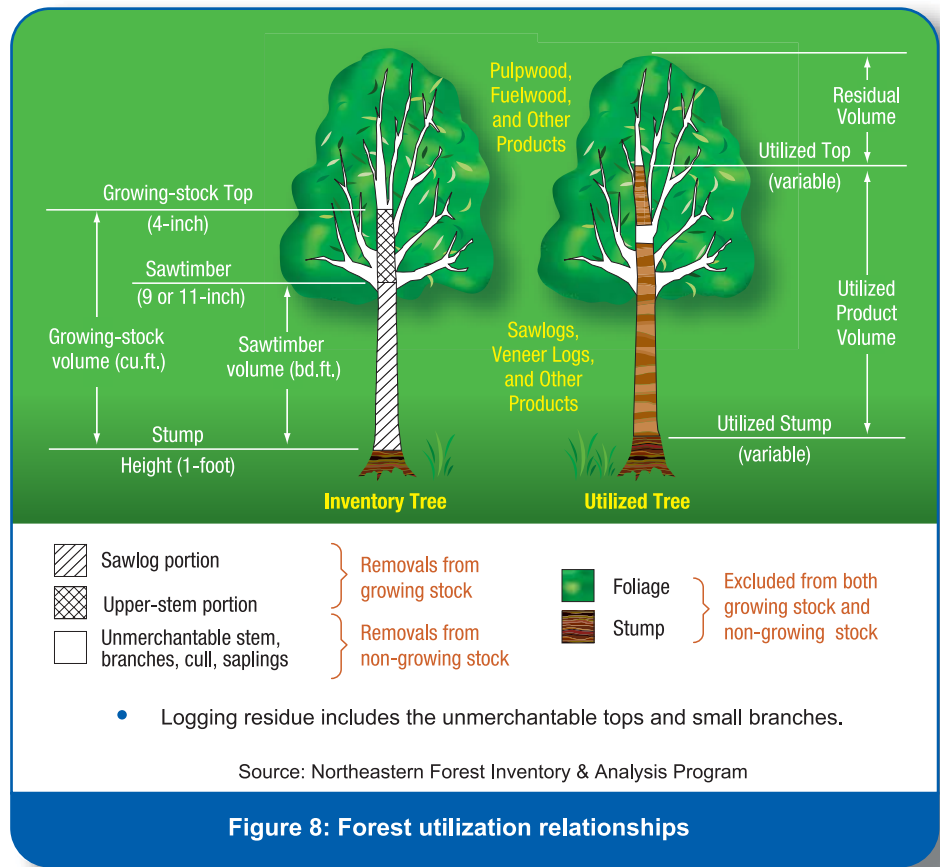 Pulpwood,
Fuelwood,
and Other
Products
Residual
Volume
Utilized Top
(variable)
Growing-stock Top
(4-inch)
Sawtimber
(9 or 11-inch)
Growing-stock
volume (cu.ft.)
Sawtimber
volume (bd.ft.)
Utilized
Product
Volume
Sawlogs,
Veneer Logs,
and Other
Products
Stump
Height (1-foot)
Utilized Stump
(variable)
Inventory Tree
Utilized Tree
Sawlog portion
Upper-stem portion
Removals from
growing stock
Unmerchantable stem,
branches, cull, saplings
Removals from
non-growing stock
Foliage
Stump
Excluded from both
growing stock and
non-growing stock
• Logging residue includes the unmerchantable tops and small branches.
Source: Northeastern Forest Inventory & Analysis Program
Figure 8: Forest utilization relationships